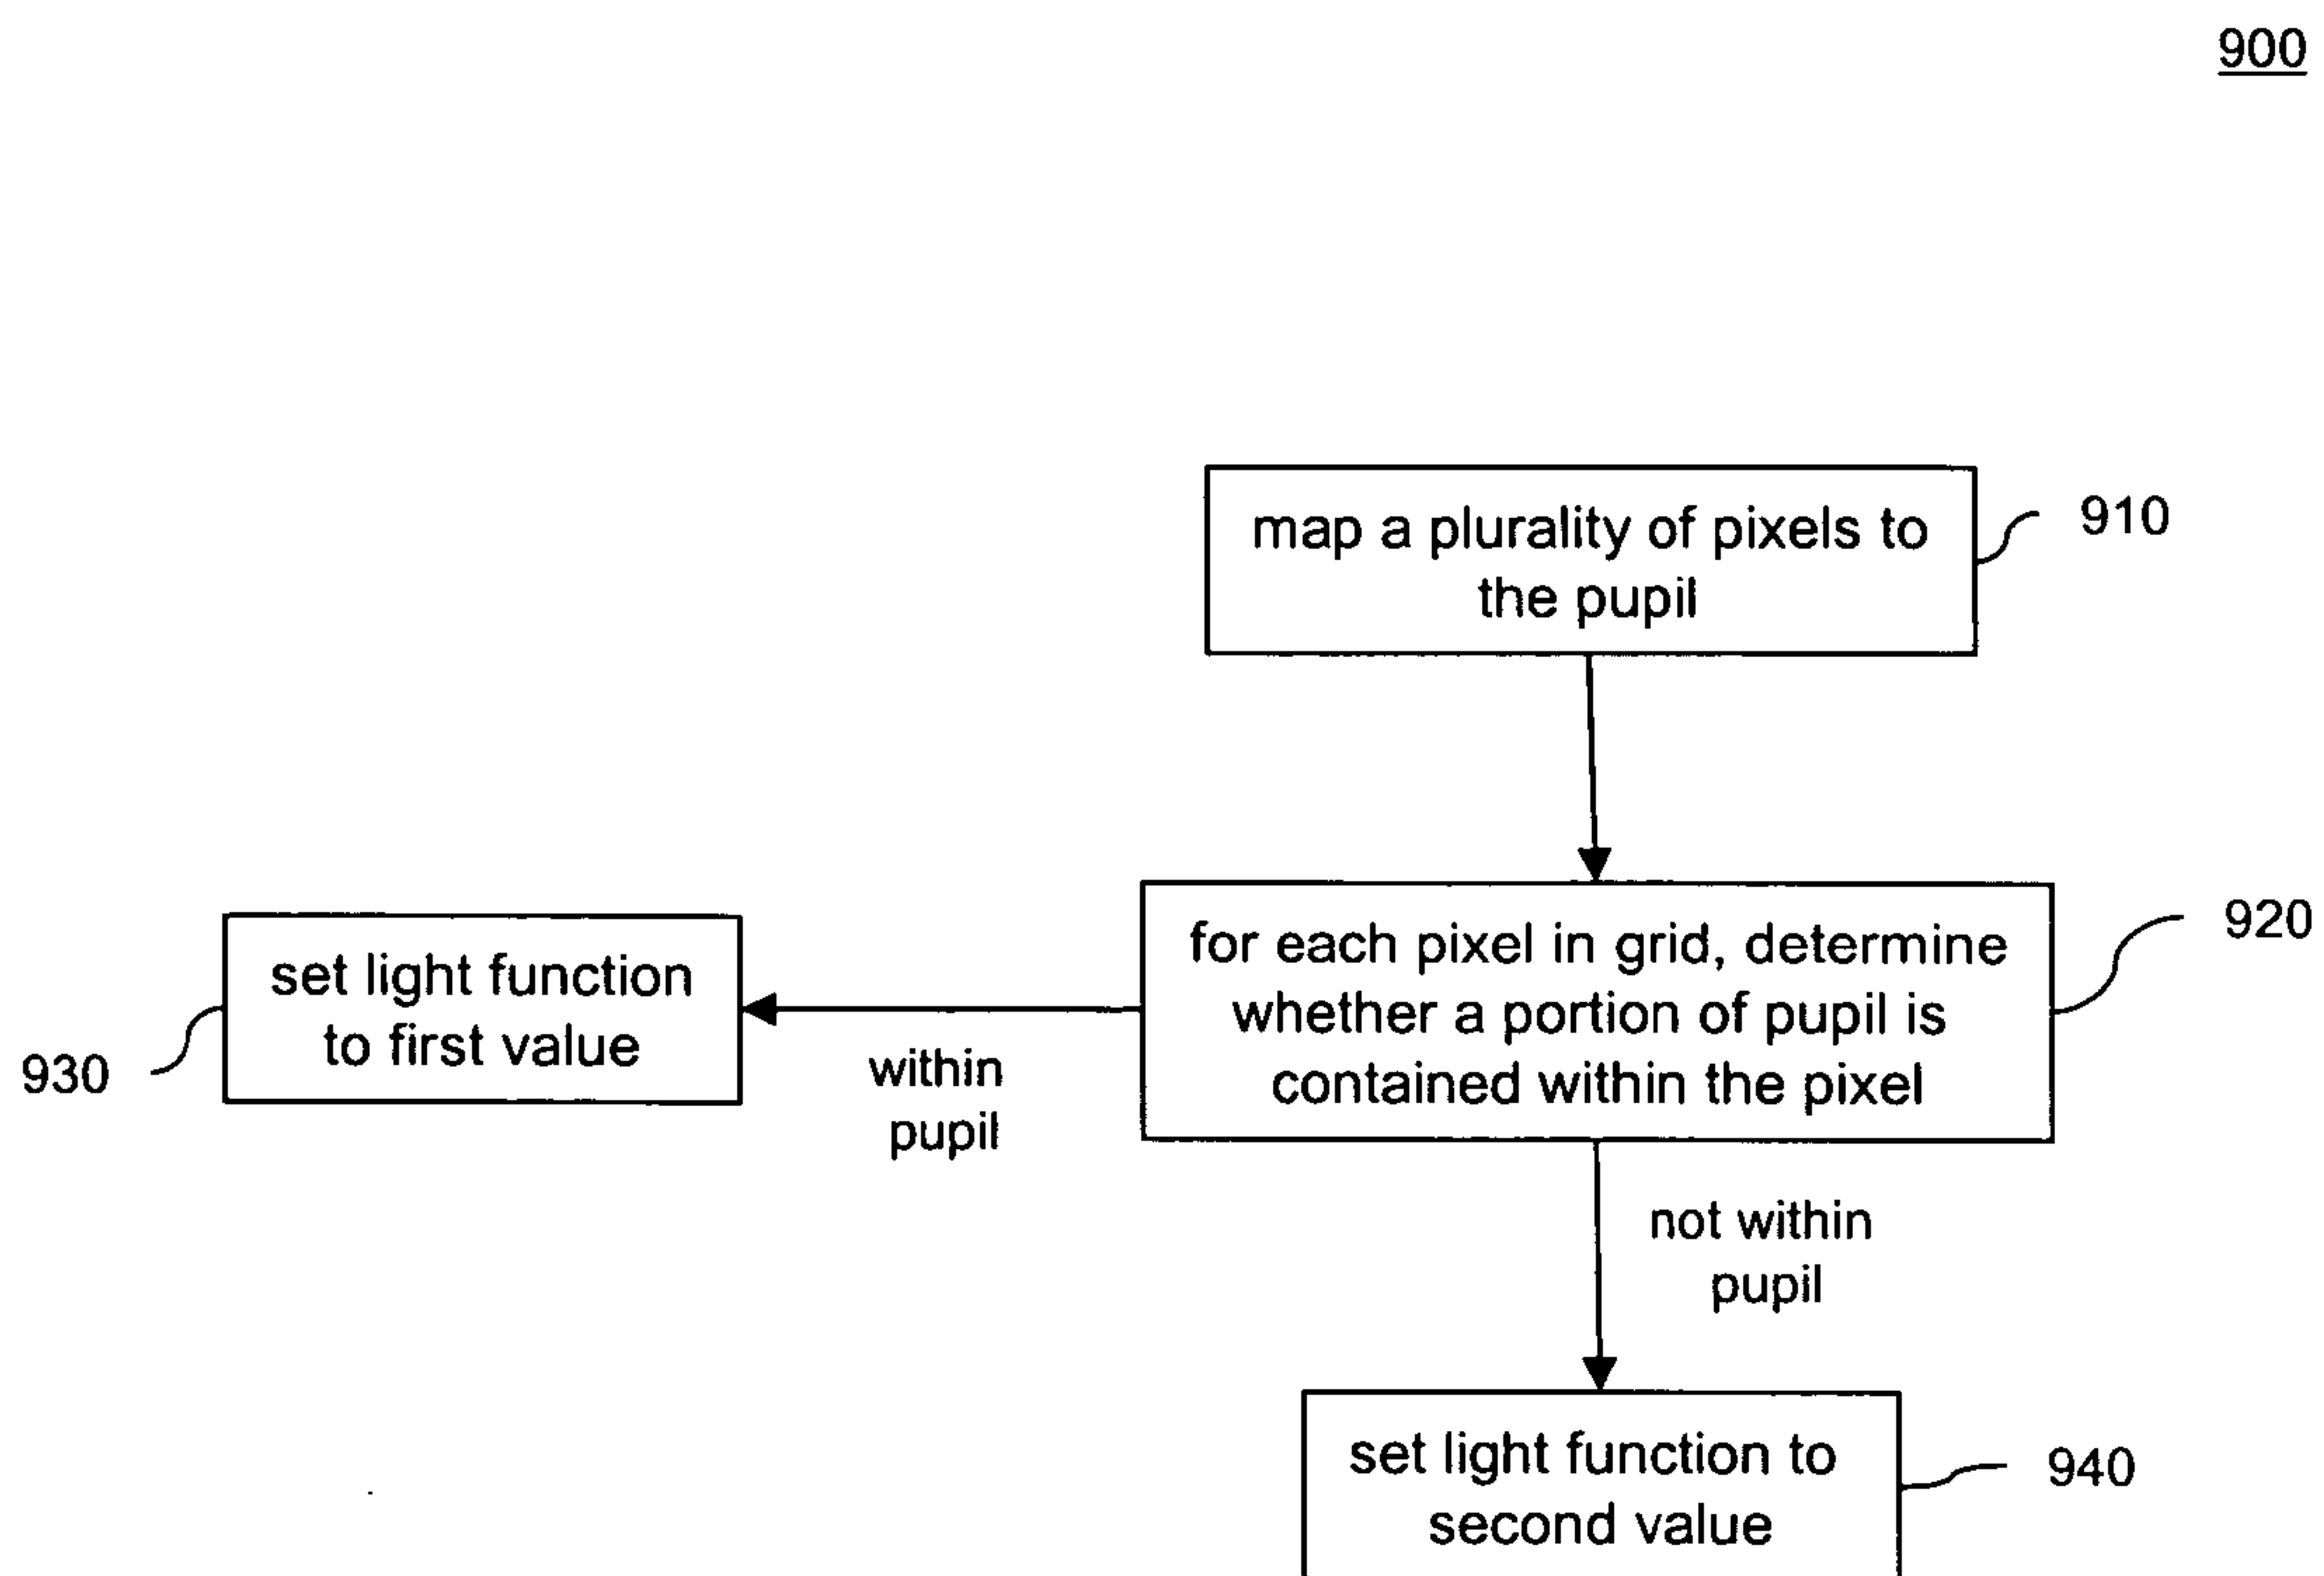 900
map a plurality of pixels to
the pupil
910
for each pixel in grid, determine
whether a portion of pupil is
contained within the pixel
920
set light function
to first value
930
within
pupil
not within
pupil
set light function to
second value
940